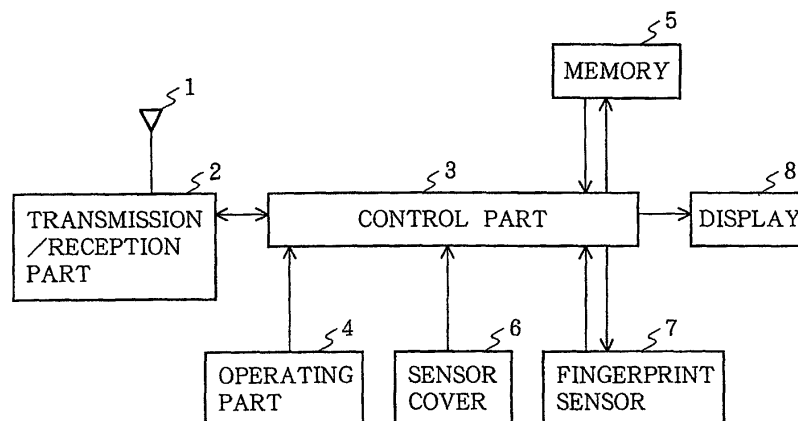 5
MEMORY
1
2
TRANSMISSION
/RECEPTION
PART
3
CONTROL PART
8
DISPLAY
4
OPERATING
PART
6
SENSOR
COVER
7
FINGERPRINT
SENSOR